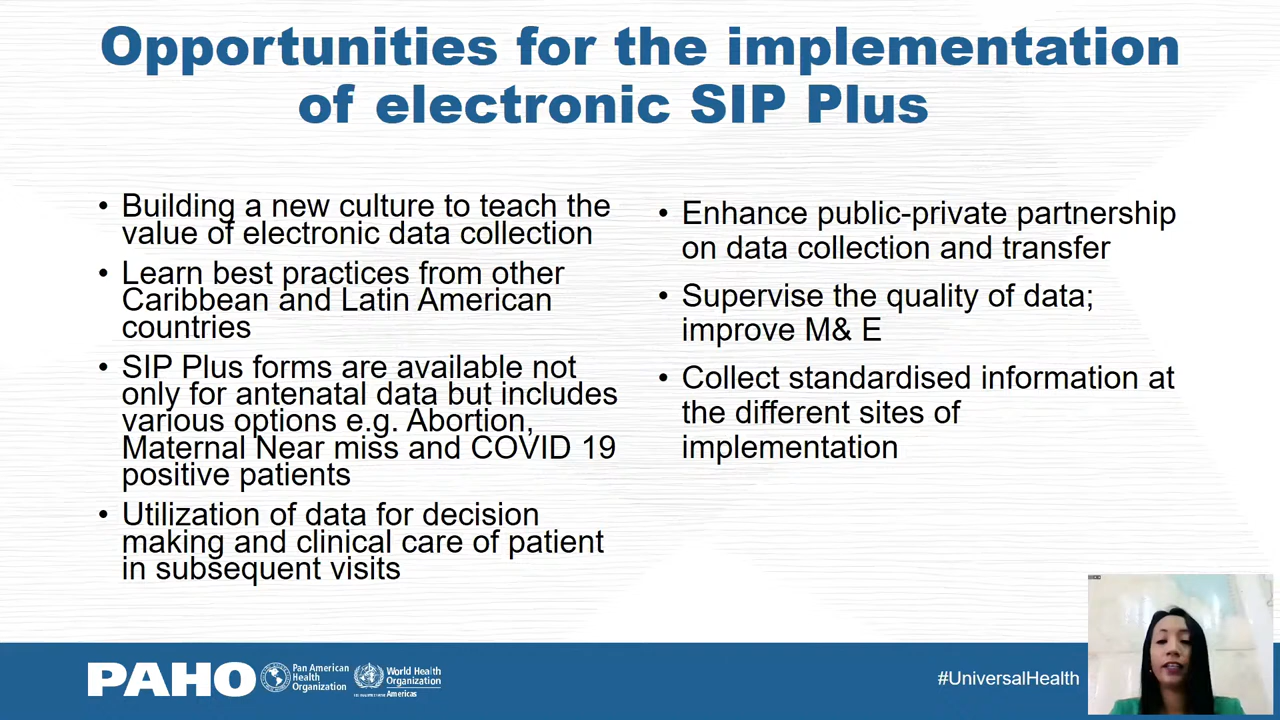 Opportunities for the implementation
of electronic SIP Plus
• Building a new culture to teach the
value of electronic data collection
• Learn best practices from other
Caribbean and Latin American
countries
• SIP Plus forms are available not
only for antenatal data but includes
various options e.g. Abortion,
Maternal Near miss and COVID 19
positive patients
• Utilization of data for decision
making and clinical care of patient
in subsequent visits
• Enhance public-private partnership
on data collection and transfer
• Supervise the quality of data;
improve M& E
• Collect standardised information at
the different sites of
implementation
PAHO
Pan American
Health
Organization
World Health
Organization
Americas
#UniversalHealth